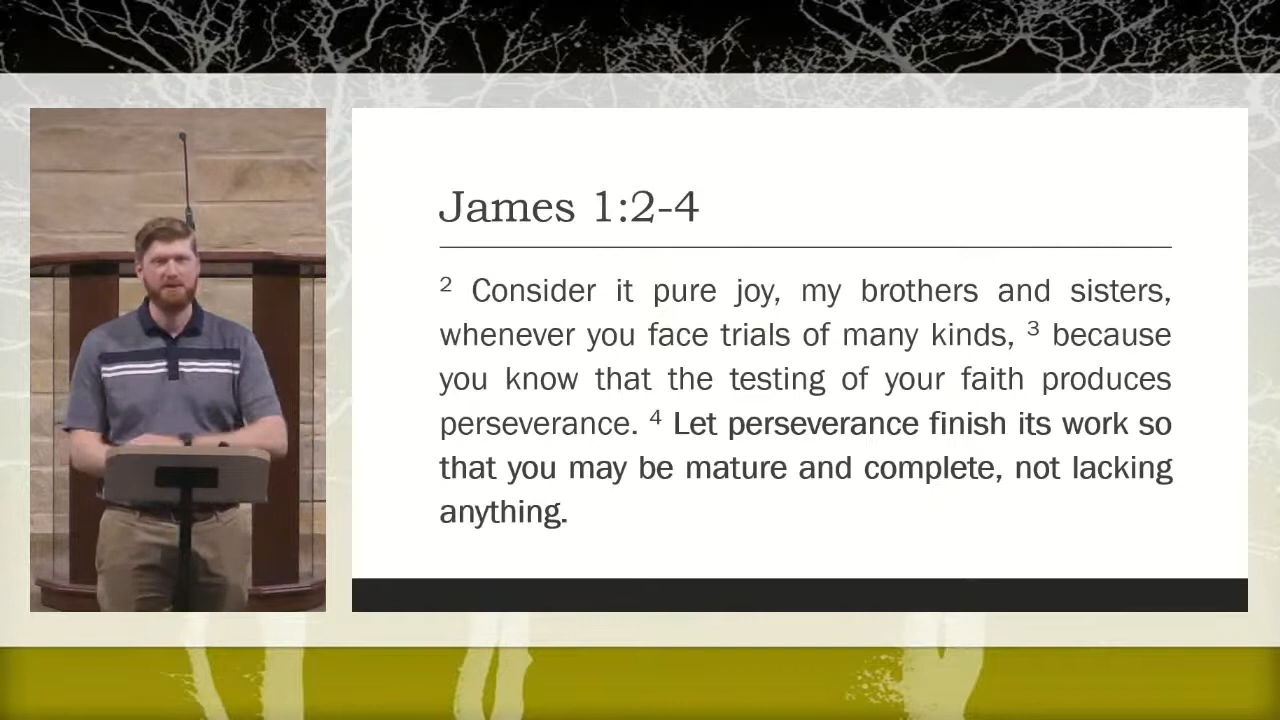 James 1:2-4
2 Consider it pure joy, my brothers and sisters,
whenever you face trials of many kinds, 3 because
you know that the testing of your faith produces
perseverance. 4 Let perseverance finish its work so
that you may be mature and complete, not lacking
anything.